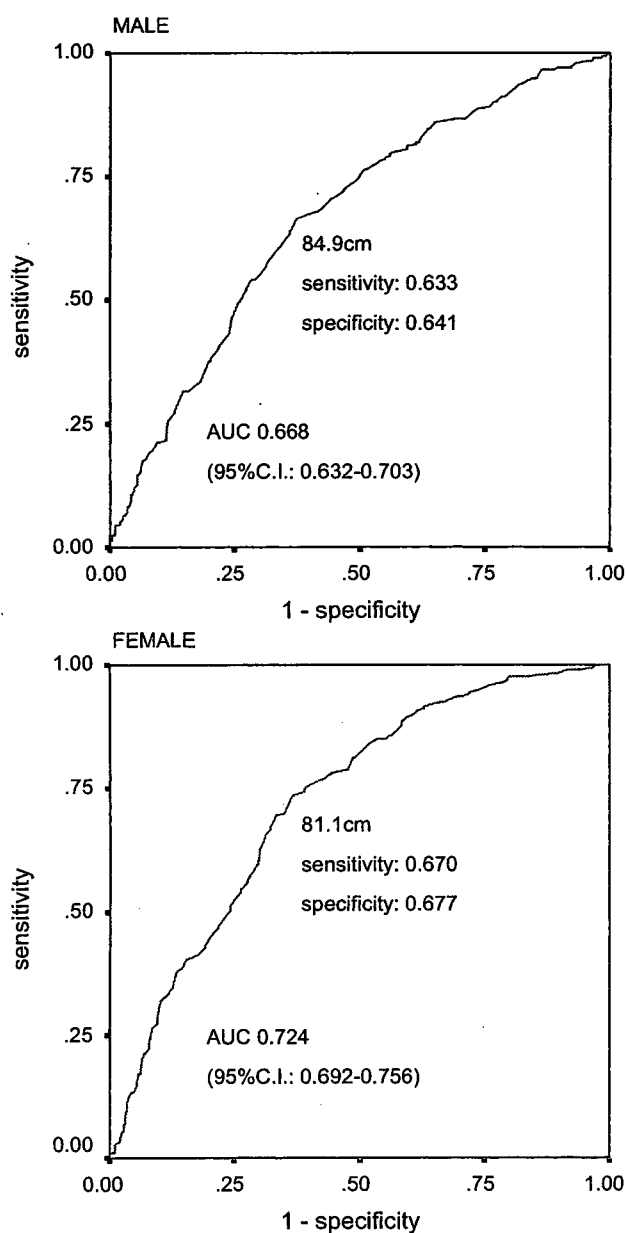 MALE
1.00
.75
.50
.25
0.00
sensitivity
84.9cm
sensitivity: 0.633
specificity: 0.641
AUC 0.668
(95%C.I.: 0.632-0.703)
0.00 .25 .50 .75 1.00
1 - specificity
FEMALE
1.00
.75
.50
.25
0.00
sensitivity
81.1cm
sensitivity: 0.670
specificity: 0.677
AUC 0.724
(95%C.I.: 0.692-0.756)
0.00 .25 .50 .75 1.00
1 - specificity